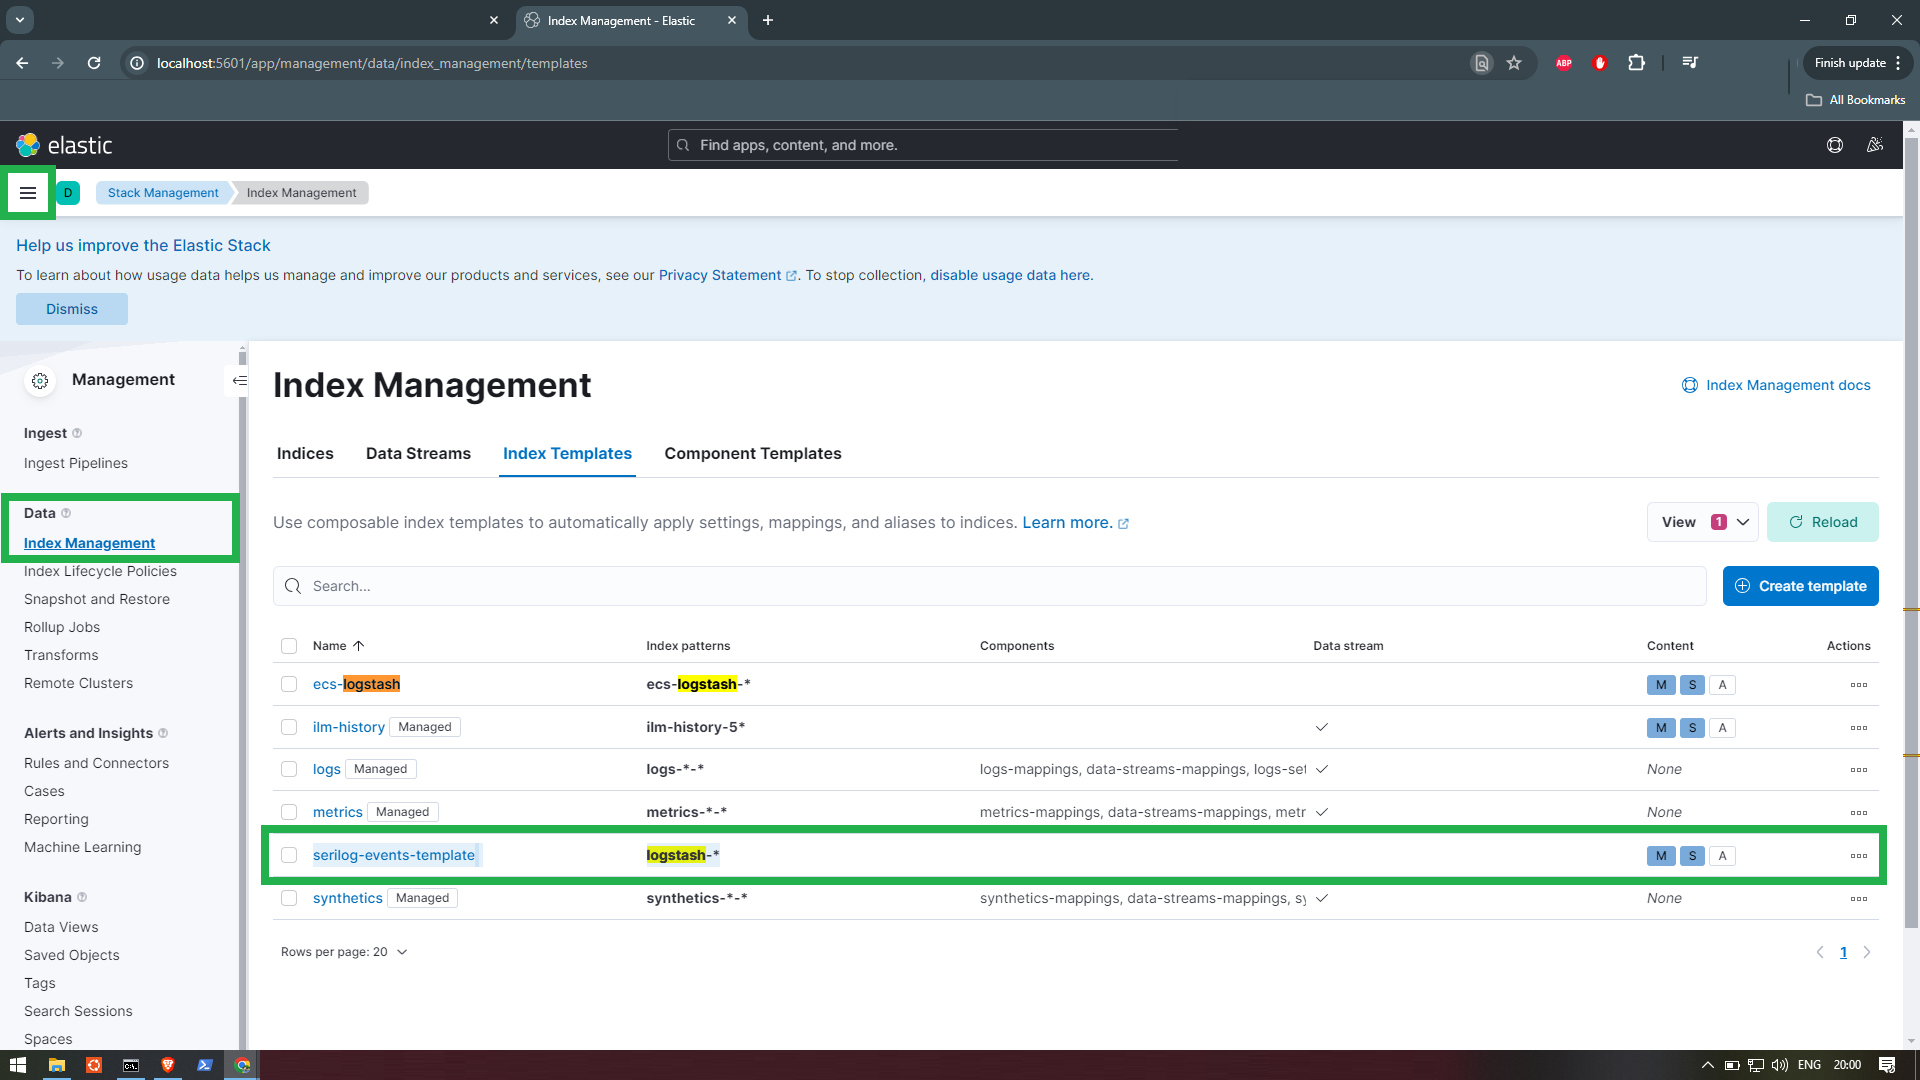 Index Management - Elastic
localhost:5601/app/management/data/index_management/templates
ABP
Finish update
All Bookmarks
elastic
Find apps, content, and more.
D
Stack Management
Index Management
Help us improve the Elastic Stack
To learn about how usage data helps us manage and improve our products and services, see our Privacy Statement. To stop collection, disable usage data here.
Dismiss
Management
Ingest
Ingest Pipelines
Data
Index Management
Index Lifecycle Policies
Snapshot and Restore
Rollup Jobs
Transforms
Remote Clusters
Alerts and Insights
Rules and Connectors
Cases
Reporting
Machine Learning
Kibana
Data Views
Saved Objects
Tags
Search Sessions
Spaces
Index Management
Index Management docs
Indices Data Streams Index Templates Component Templates
Use composable index templates to automatically apply settings, mappings, and aliases to indices. Learn more.
View 1
Reload
Search...
Create template
Name Index patterns Components Data stream Content Actions
ecs-logstash ecs-logstash-* M S A
ilm-history Managed ilm-history-5* M S A
logs Managed logs-*-* logs-mappings, data-streams-mappings, logs-set None
metrics Managed metrics-*-* metrics-mappings, data-streams-mappings, metr None
serilog-events-template logstash-* M S A
synthetics Managed synthetics-*-* synthetics-mappings, data-streams-mappings, sy None
Rows per page: 20
1
ENG 20:00